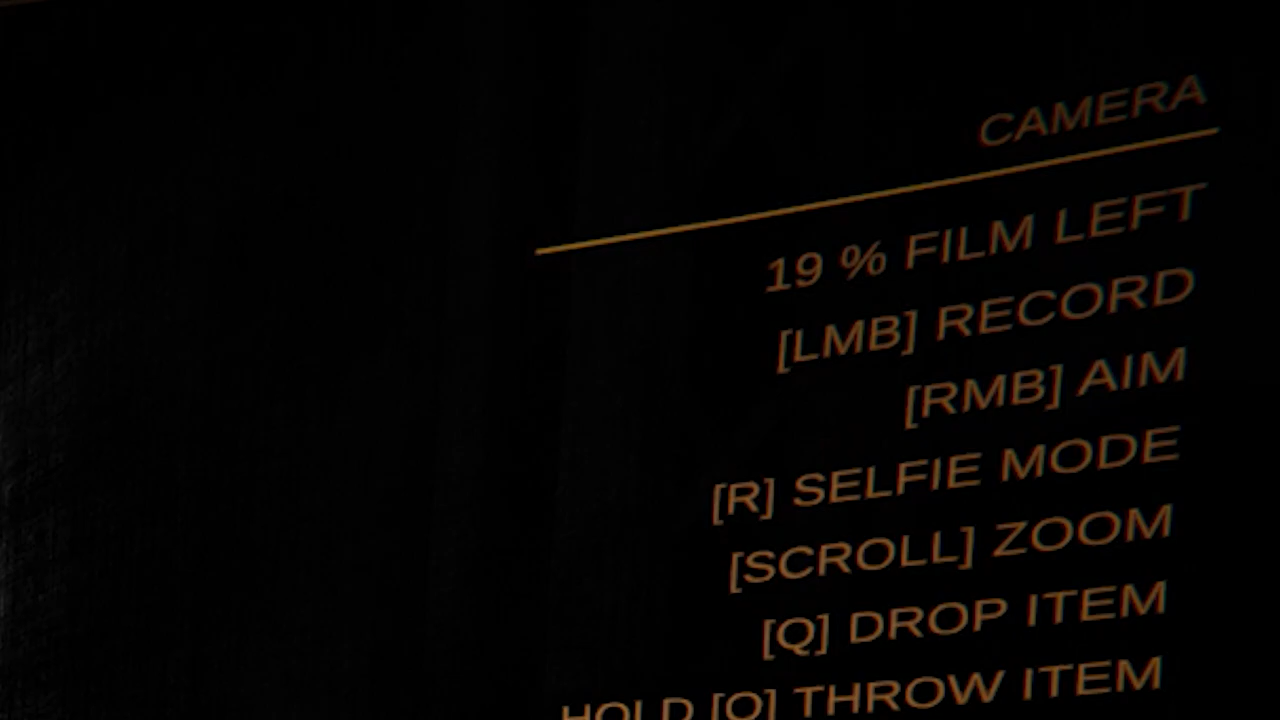 CAMERA
19 % FILM LEFT
[LMB] RECORD
[RMB] AIM
[R] SELFIE MODE
[SCROLL] ZOOM
[Q] DROP ITEM
HOLD [Q] THROW ITEM